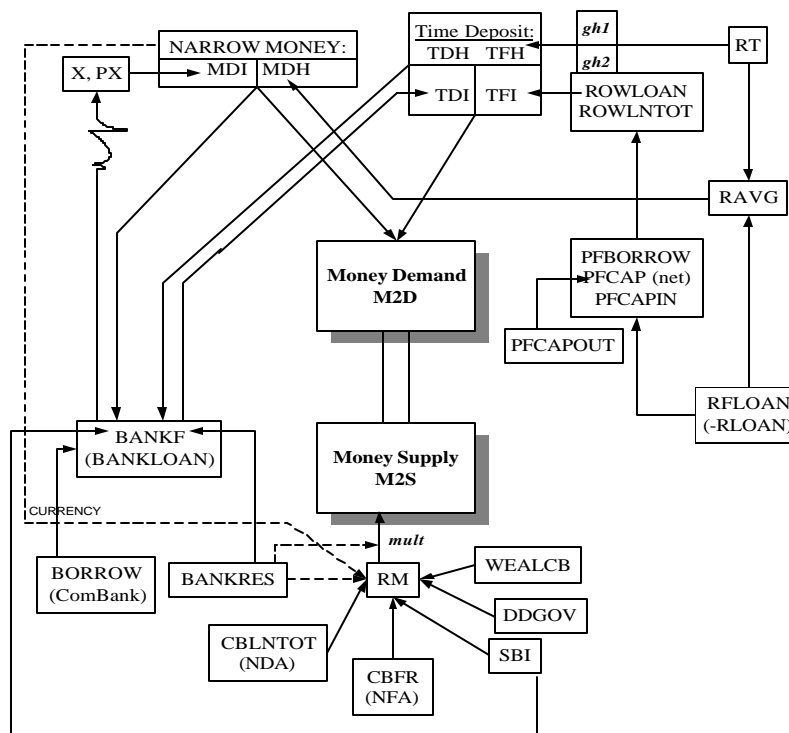 NARROW MONEY:
MDI MDH
X, PX
Time Deposit:
TDH TFH
TDI TFI
gh1
gh2
RT
ROWLOAN
ROWLNTOT
RAVG
Money Demand
M2D
PFBORROW
PFCAP (net)
PFCAPIN
PFCAPOUT
RFLOAN
(-RLOAN)
BANKF
(BANKLOAN)
Money Supply
M2S
CURRENCY
mult
BORROW
(ComBank)
BANKRES
RM
WEALCB
DDGOV
SBI
CBLNTOT
(NDA)
CBFR
(NFA)